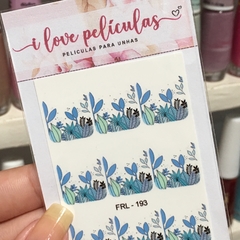 i love películas
PELÍCULAS PARA UNHAS
FRL - 193